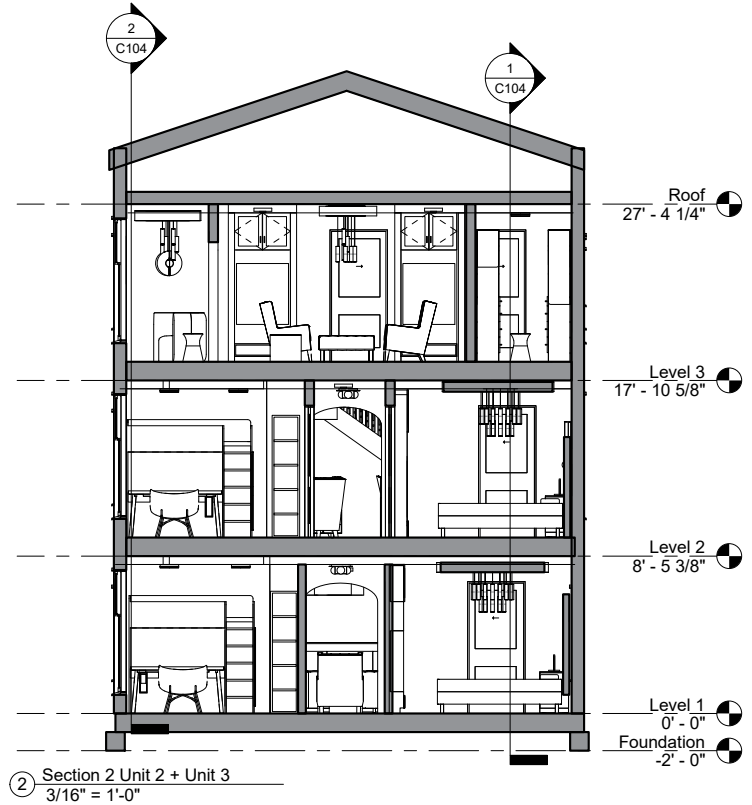 2
C104
1
C104
Roof
27' - 4 1/4"
Level 3
17' - 10 5/8"
Level 2
8' - 5 3/8"
Level 1
0' - 0"
Foundation
-2' - 0"
2
Section 2 Unit 2 + Unit 3
3/16" = 1'-0"